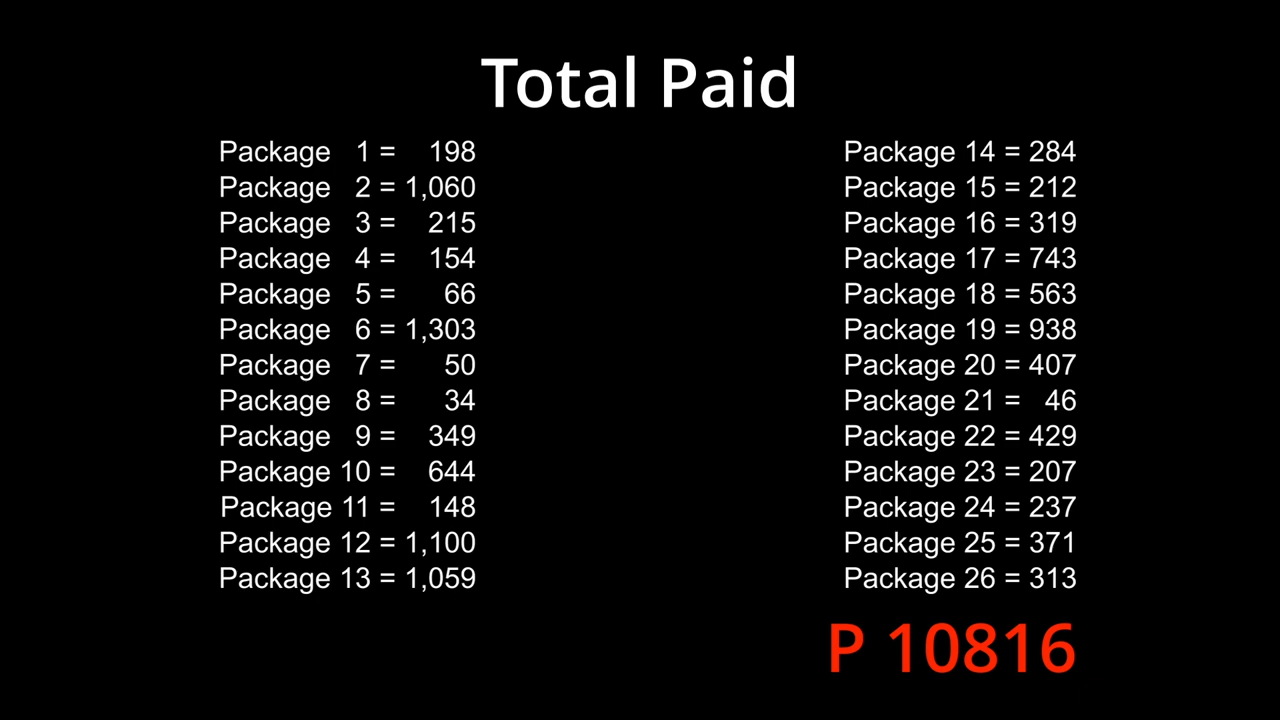 Total Paid
Package 1 = 198
Package 2 = 1,060
Package 3 = 215
Package 4 = 154
Package 5 = 66
Package 6 = 1,303
Package 7 = 50
Package 8 = 34
Package 9 = 349
Package 10 = 644
Package 11 = 148
Package 12 = 1,100
Package 13 = 1,059
Package 14 = 284
Package 15 = 212
Package 16 = 319
Package 17 = 743
Package 18 = 563
Package 19 = 938
Package 20 = 407
Package 21 = 46
Package 22 = 429
Package 23 = 207
Package 24 = 237
Package 25 = 371
Package 26 = 313
P 10816